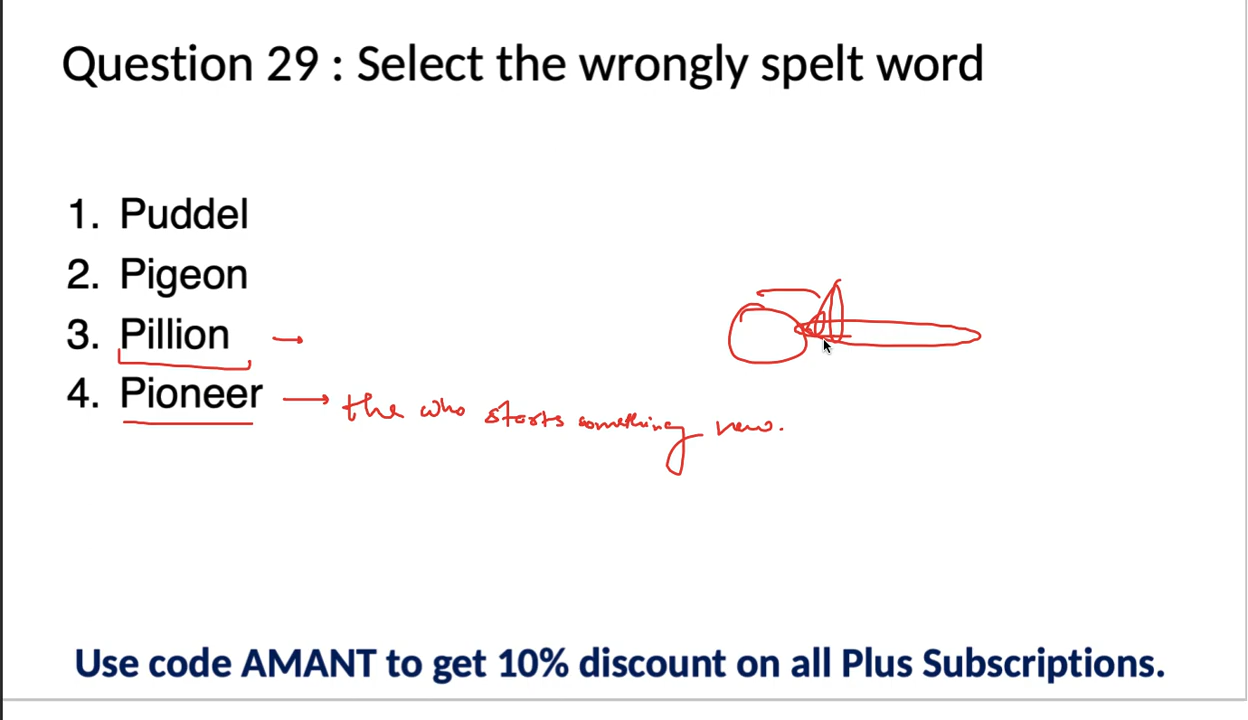 Question 29 : Select the wrongly spelt word
1. Puddel
2. Pigeon
3. Pillion →
4. Pioneer → the who starts something new.
Use code AMANT to get 10% discount on all Plus Subscriptions.